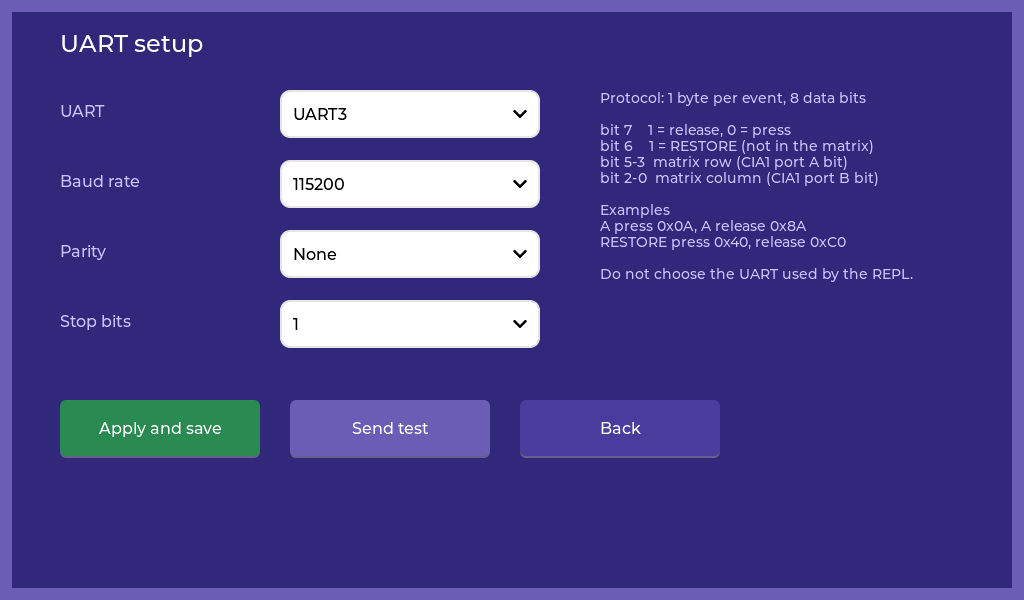 UART setup
UART
UART3
Baud rate
115200
Parity
None
Stop bits
1
Protocol: 1 byte per event, 8 data bits
bit 7 1 = release, 0 = press
bit 6 1 = RESTORE (not in the matrix)
bit 5-3 matrix row (CIA1 port A bit)
bit 2-0 matrix column (CIA1 port B bit)
Examples
A press 0x0A, A release 0x8A
RESTORE press 0x40, release 0xC0
Do not choose the UART used by the REPL.
Apply and save
Send test
Back